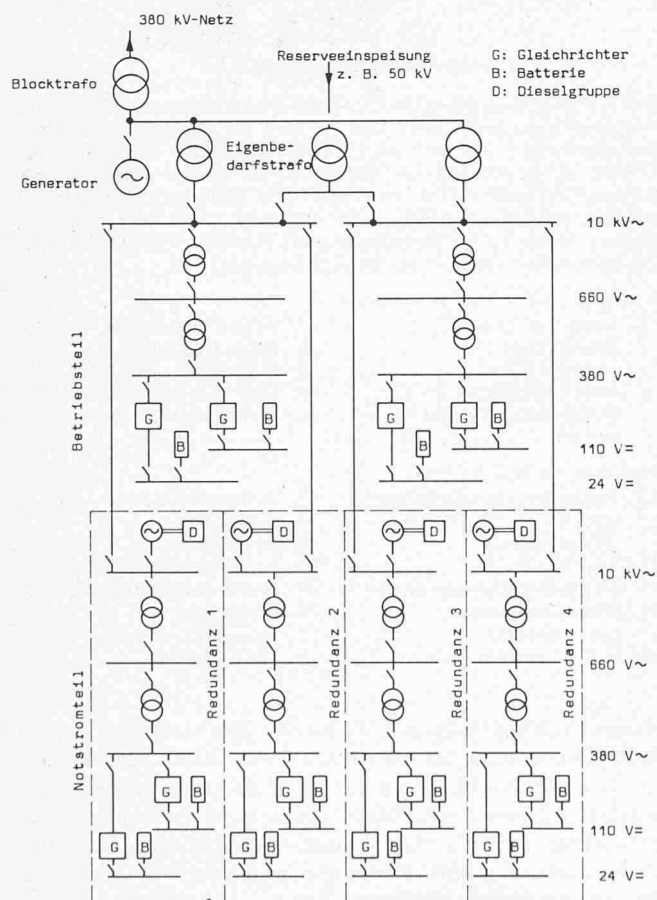 380 kV-Netz
Reserveeinspeisung
z. B. 50 kV
G: Gleichrichter
B: Batterie
D: Dieselgruppe
Blocktrafo
Eigenbe-
darfstrafo
Generator
10 kV~
660 V~
380 V~
G
G
B
B
G
G
B
B
110 V=
24 V=
Betriebsteil
D
D
D
D
10 kV~
Redundanz 1
Redundanz 2
Redundanz 3
Redundanz 4
660 V~
Notstromteil
380 V~
G
B
G
B
G
B
G
B
110 V=
G
B
G
B
G
B
G
B
24 V=